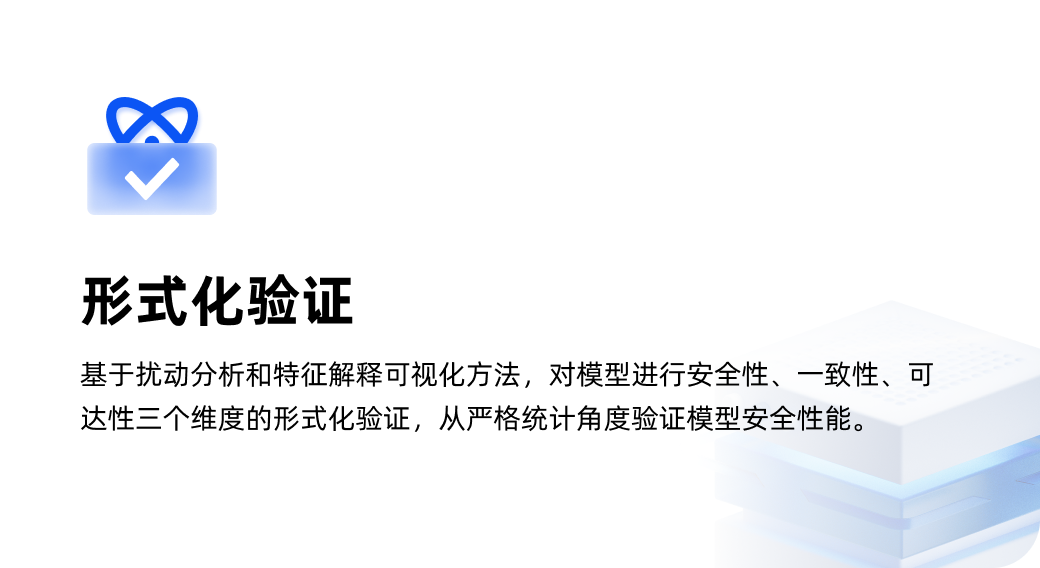 形式化验证
基于扰动分析和特征解释可视化方法，对模型进行安全性、一致性、可
达性三个维度的形式化验证，从严格统计角度验证模型安全性能。